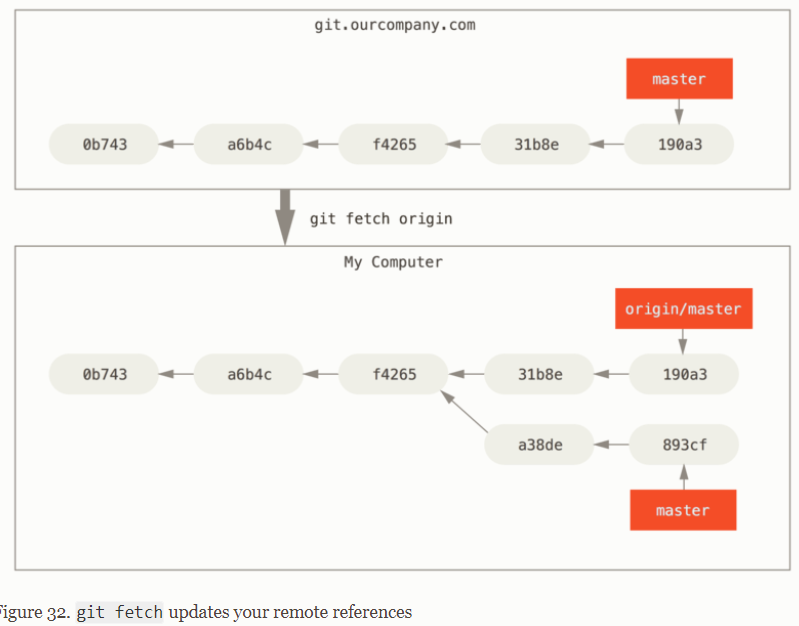 git.ourcompany.com
master
0b743 a6b4c f4265 31b8e 190a3
git fetch origin
My Computer
origin/master
0b743 a6b4c f4265 31b8e 190a3
a38de 893cf
master
igure 32. git fetch updates your remote references